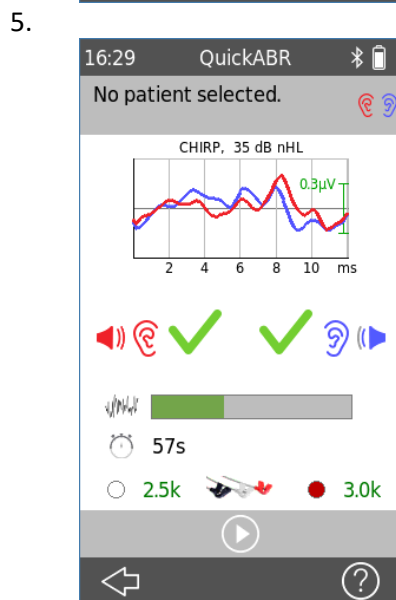 5.
16:29 QuickABR
No patient selected.
CHIRP, 35 dB nHL
0.3µV
2 4 6 8 10 ms
57s
2.5k 3.0k
?